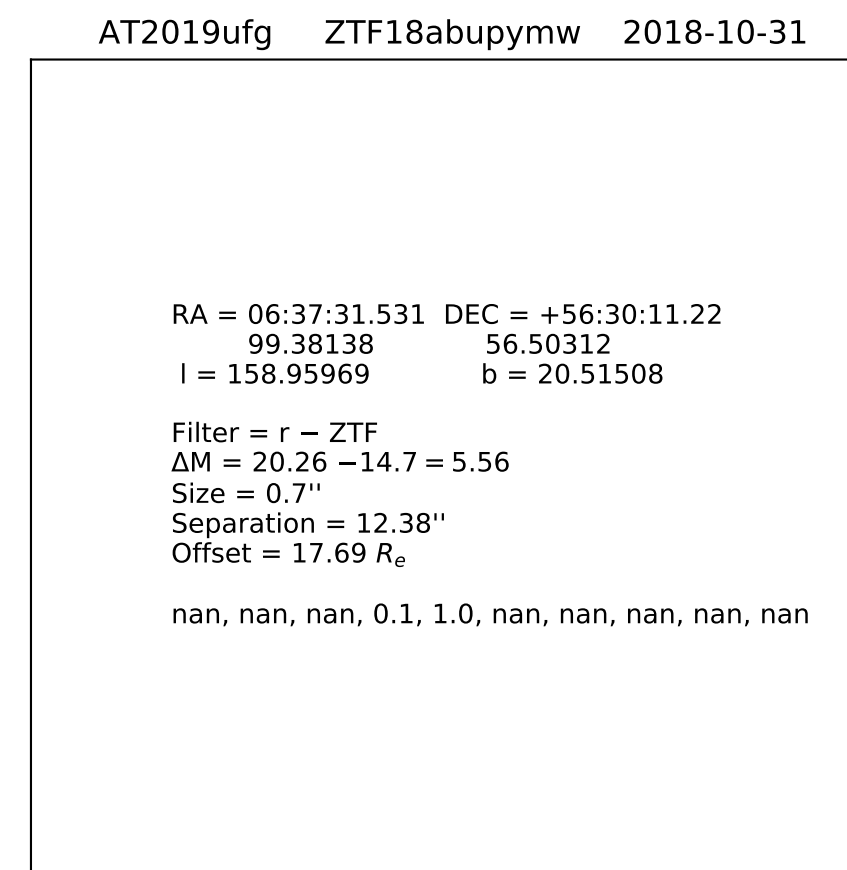 AT2019ufg ZTF18abupymw 2018-10-31
RA = 06:37:31.531 DEC = +56:30:11.22
99.38138 56.50312
l = 158.95969 b = 20.51508
Filter = r − ZTF
ΔM = 20.26 −14.7 = 5.56
Size = 0.7''
Separation = 12.38''
Offset = 17.69 Re
nan, nan, nan, 0.1, 1.0, nan, nan, nan, nan, nan